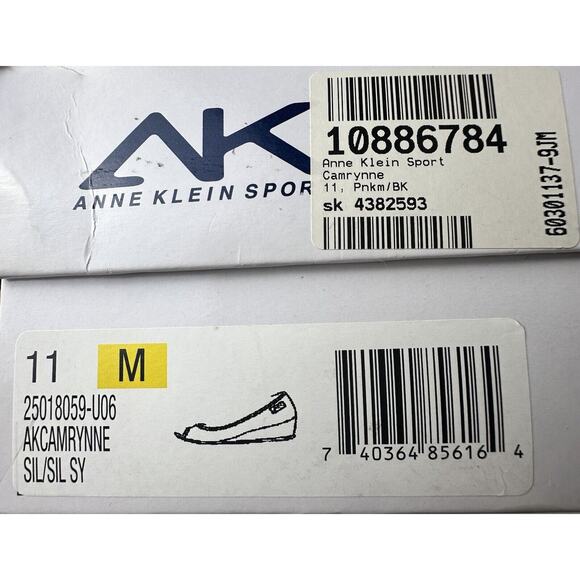 AK
ANNE KLEIN SPOR
10886784
Anne Klein Sport
Camrynne
11, Pnkm/BK
sk 4382593
60301137-9JM
11 M
25018059-U06
AKCAMRYNNE
SIL/SIL SY
7 40364 85616 4